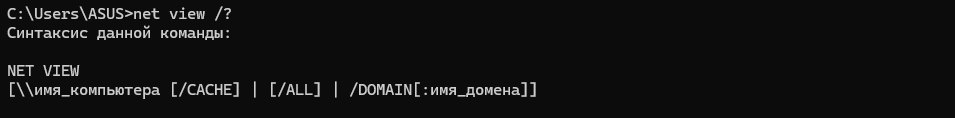 C:\Users\ASUS>net view /?
Синтаксис данной команды:
NET VIEW
[\\имя_компьютера [/CACHE] | [/ALL] | /DOMAIN[:имя_домена]]